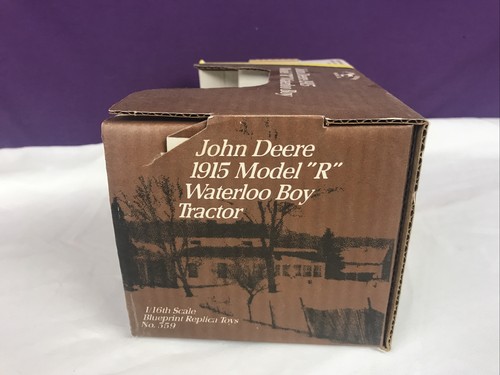 John Deere
1915 Model "R"
Waterloo Boy
Tractor
1/16th Scale
Blueprint Replica Toys
No. 559